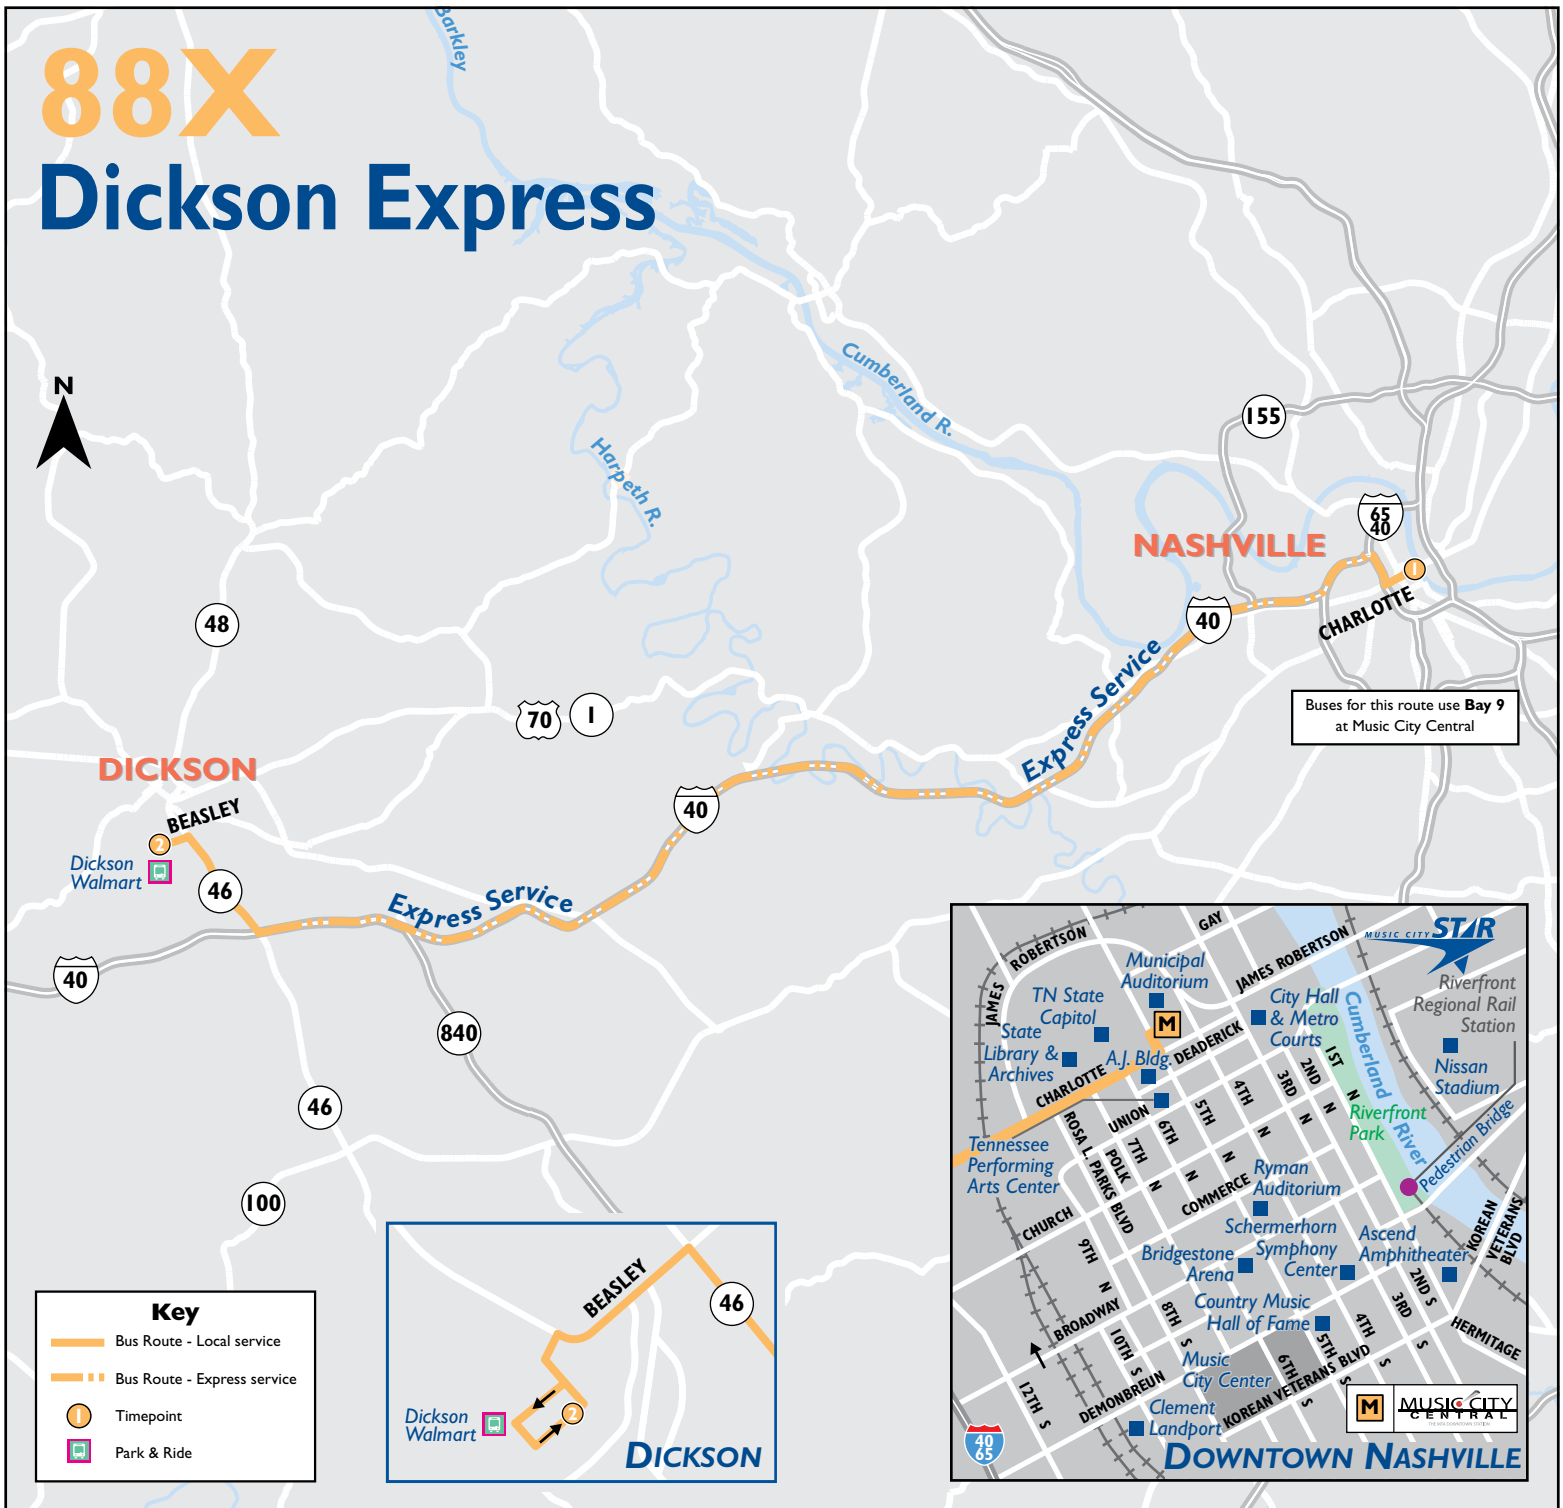 88X
Dickson Express
Barkley
N
Cumberland R.
Harpeth R.
155
65
40
NASHVILLE
1
CHARLOTTE
40
48
Express Service
70
1
Buses for this route use Bay 9
at Music City Central
DICKSON
BEASLEY
2
Dickson
Walmart
46
40
Express Service
40
840
46
100
Key
Bus Route - Local service
Bus Route - Express service
1
Timepoint
Park & Ride
BEASLEY
46
2
Dickson
Walmart
DICKSON
MUSIC CITY STAR
Riverfront
Regional Rail
Station
GAY
ROBERTSON
JAMES
JAMES ROBERTSON
Municipal
Auditorium
TN State
Capitol
M
State
Library &
Archives
A.J. Bldg.
DEADERICK
City Hall
& Metro
Courts
Cumberland River
Nissan
Stadium
CHARLOTTE
1ST N
2ND N
3RD N
4TH N
5TH N
6TH N
7TH N
UNION
POLK
ROSA L. PARKS BLVD
Riverfront
Park
Pedestrian Bridge
Tennessee
Performing
Arts Center
CHURCH
COMMERCE
Ryman
Auditorium
Schermerhorn
Symphony
Center
Ascend
Amphitheater
KOREAN
VETERANS
BLVD
9TH N
Bridgestone
Arena
BROADWAY
8TH S
Country Music
Hall of Fame
2ND S
3RD S
4TH S
5TH S
6TH S
HERMITAGE
10TH S
12TH S
DEMONBREUN
Music
City Center
KOREAN VETERANS BLVD
Clement
Landport
M
MUSIC CITY
CENTRAL
40
65
DOWNTOWN NASHVILLE